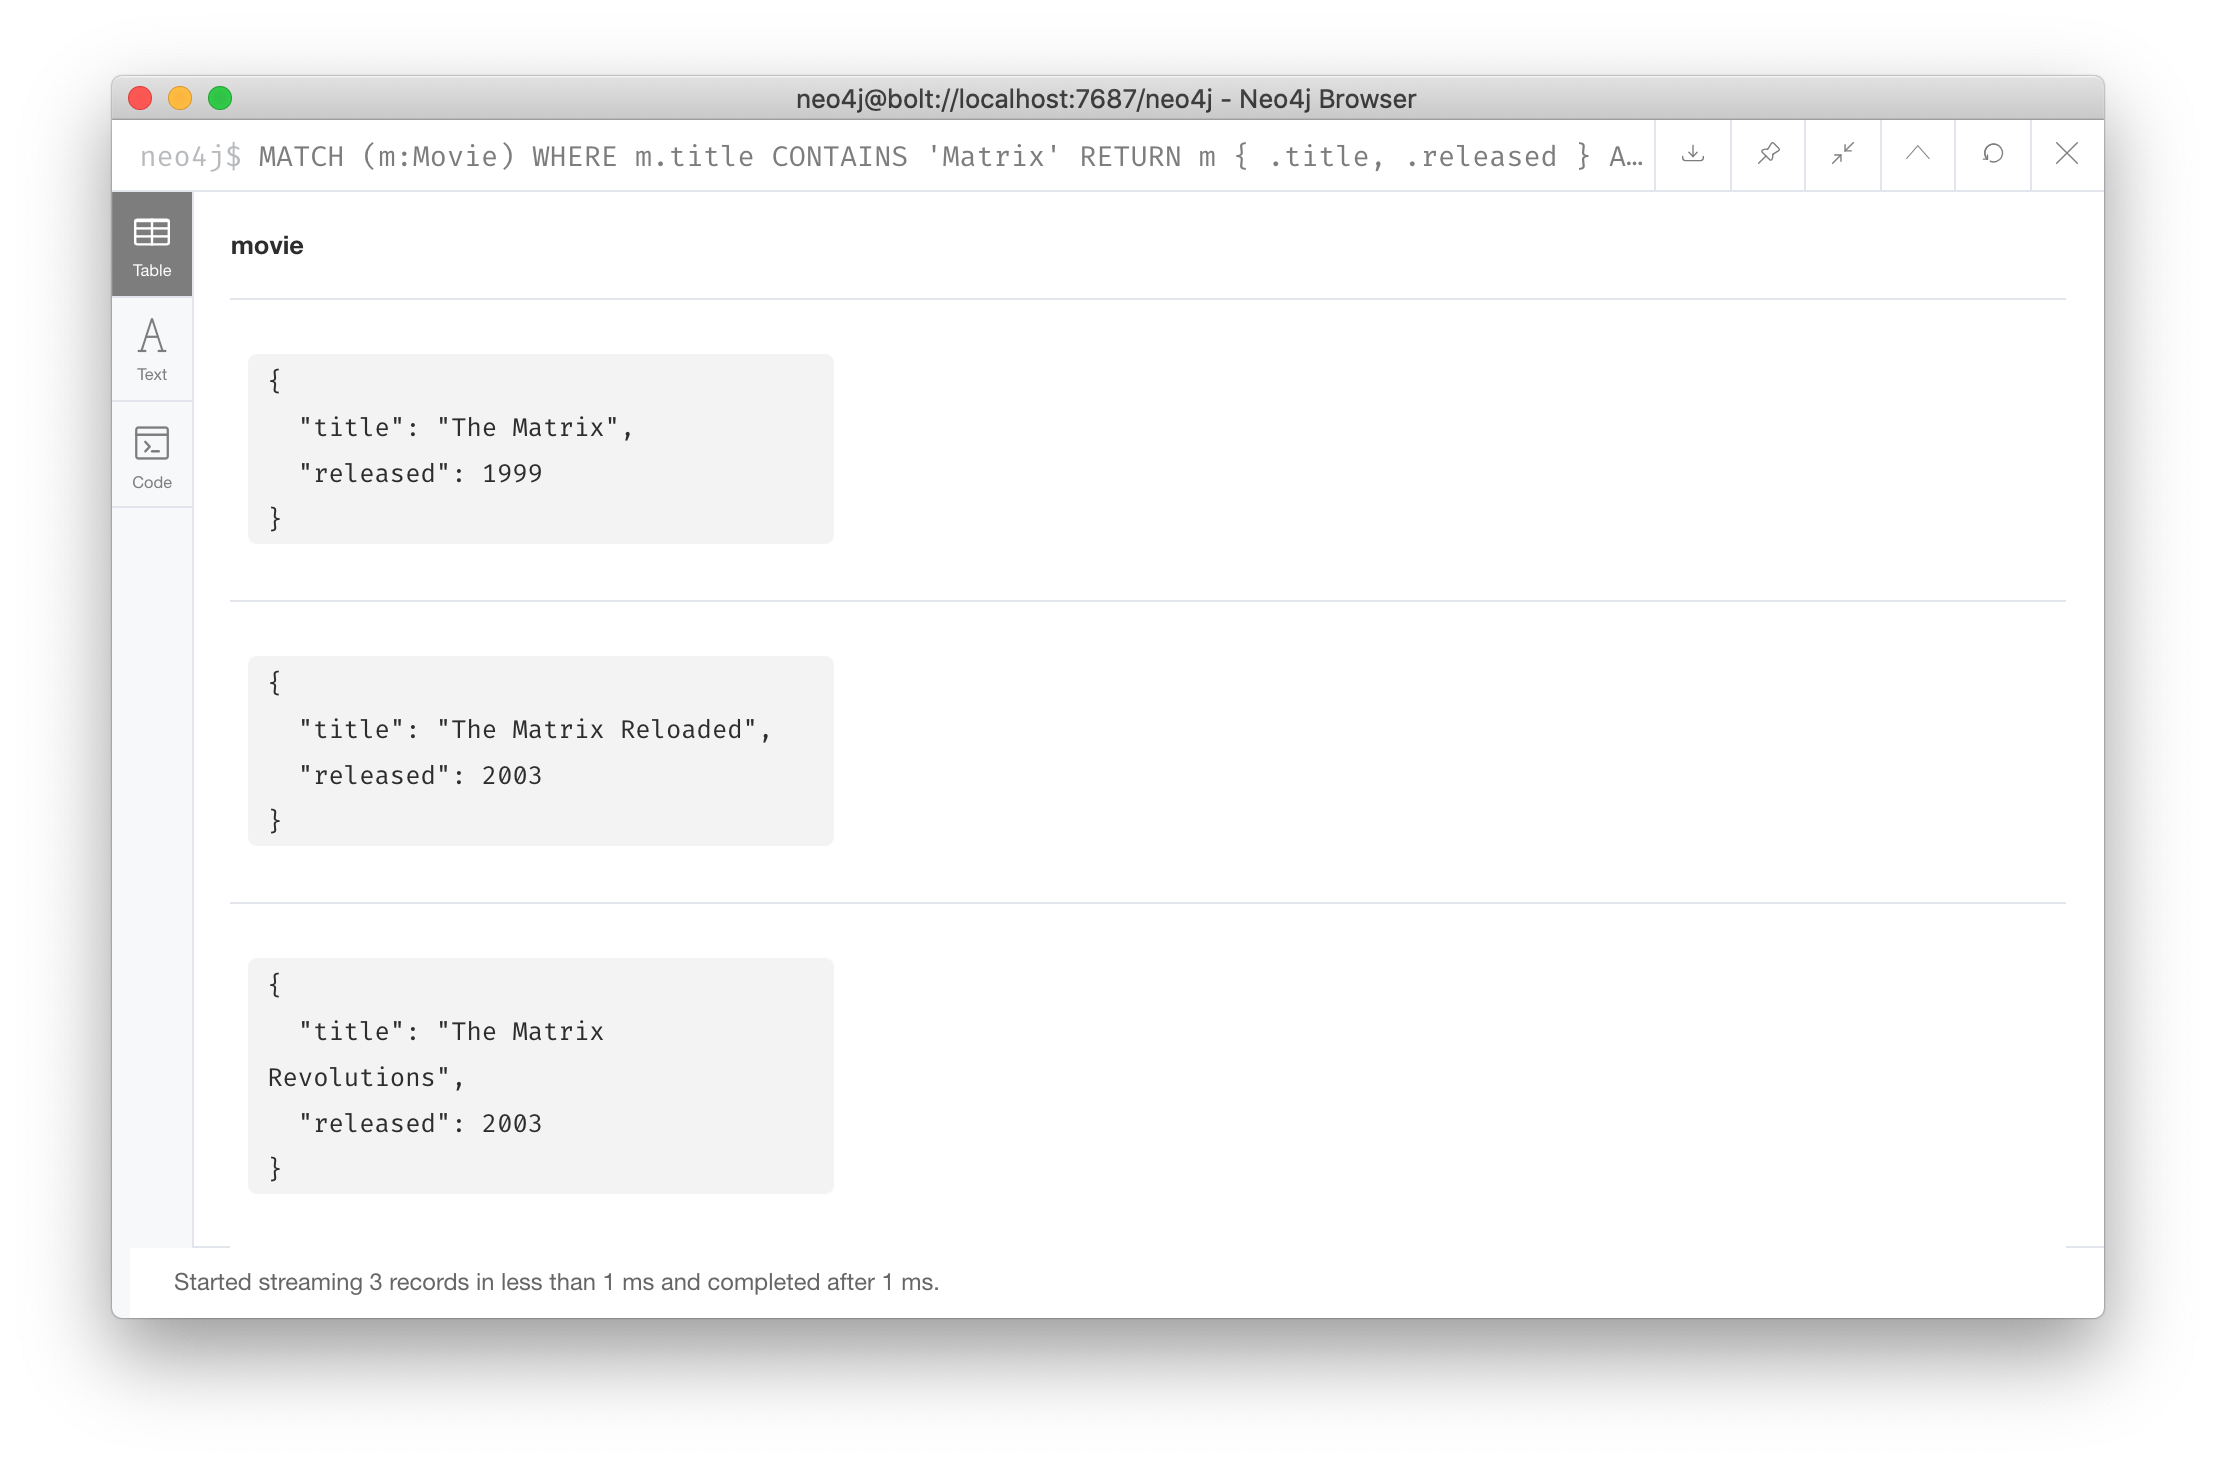 neo4j@bolt://localhost:7687/neo4j - Neo4j Browser
neo4j$ MATCH (m:Movie) WHERE m.title CONTAINS 'Matrix' RETURN m { .title, .released } A…
Table
Text
Code
movie
{
  "title": "The Matrix",
  "released": 1999
}
{
  "title": "The Matrix Reloaded",
  "released": 2003
}
{
  "title": "The Matrix
Revolutions",
  "released": 2003
}
Started streaming 3 records in less than 1 ms and completed after 1 ms.